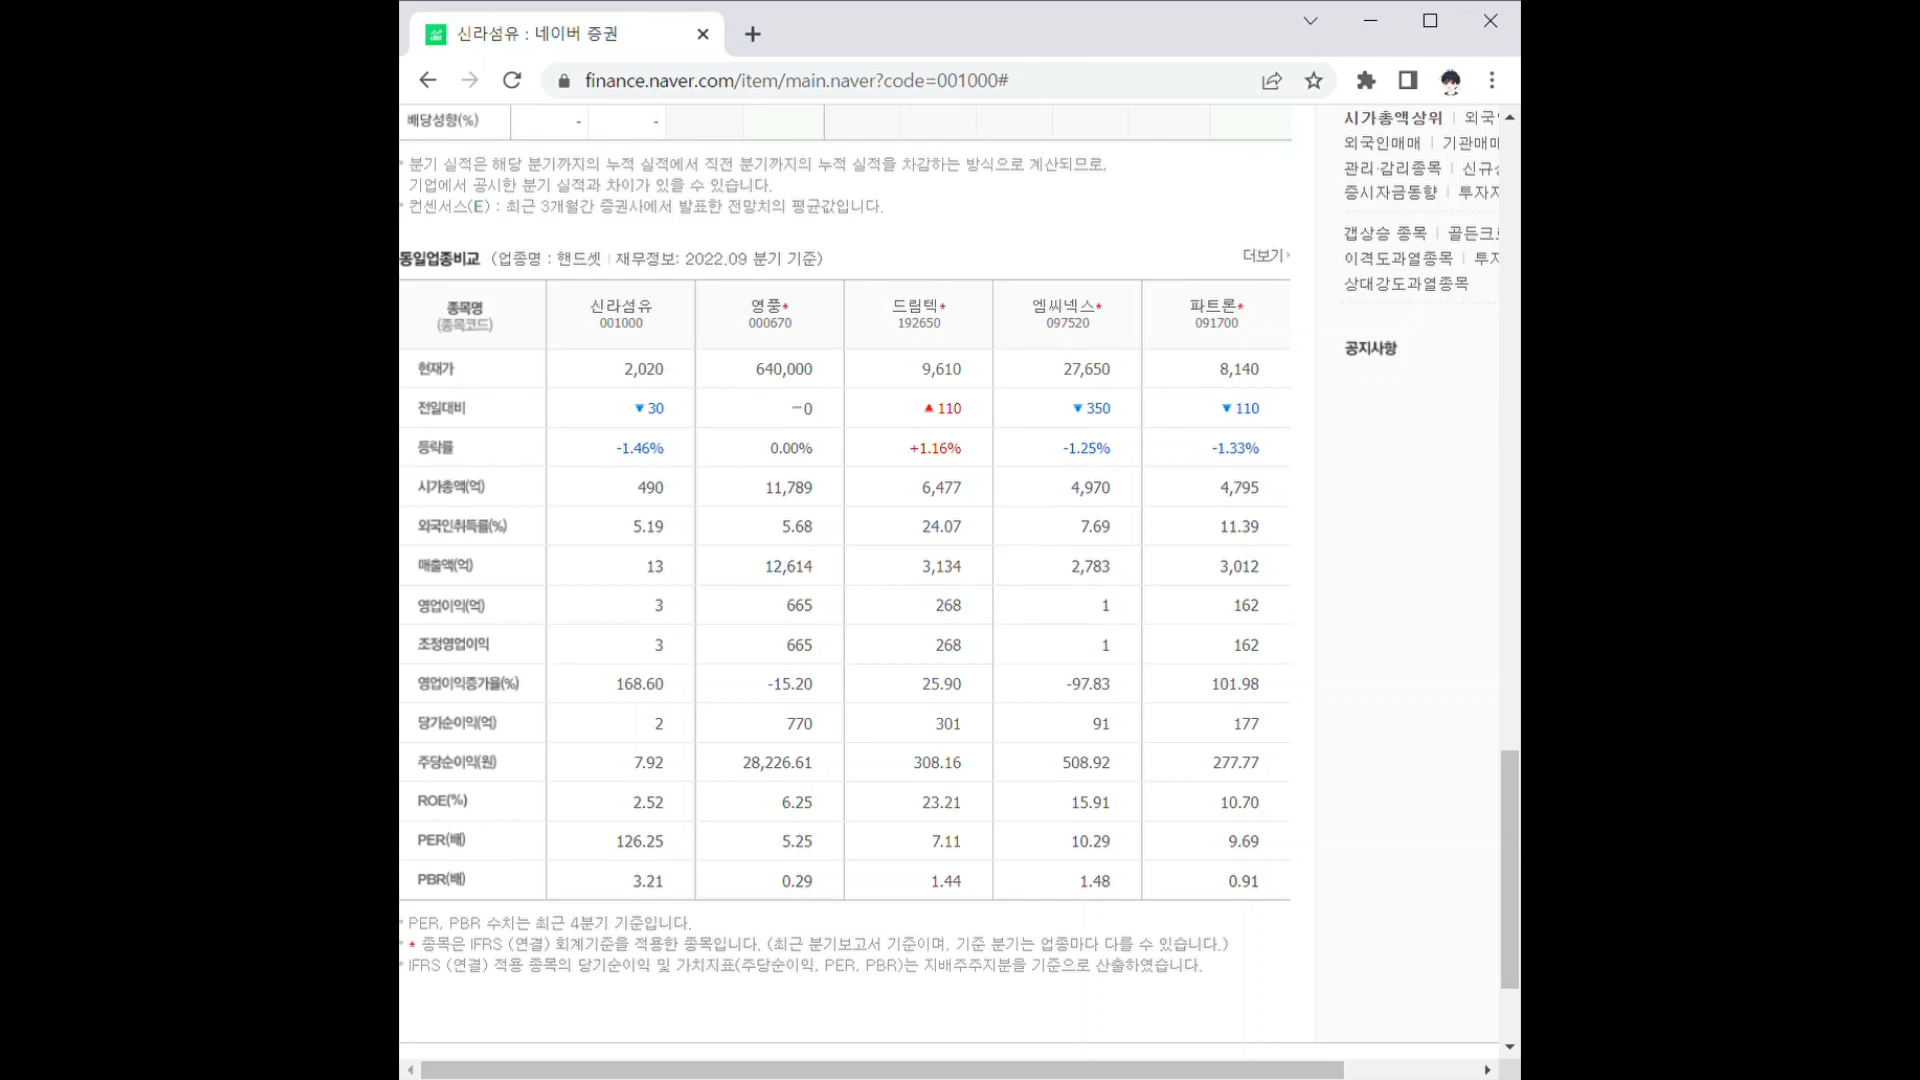 신라섬유 : 네이버 증권
finance.naver.com/item/main.naver?code=001000#
배당성향(%) - -
* 분기 실적은 해당 분기까지의 누적 실적에서 직전 분기까지의 누적 실적을 차감하는 방식으로 계산되므로,
기업에서 공시한 분기 실적과 차이가 있을 수 있습니다.
* 컨센서스(E) : 최근 3개월간 증권사에서 발표한 전망치의 평균값입니다.
동일업종비교 (업종명 : 핸드셋 | 재무정보: 2022.09 분기 기준) 더보기
종목명 신라섬유 영풍* 드림텍* 엠씨넥스* 파트론*
(종목코드) 001000 000670 192650 097520 091700
현재가 2,020 640,000 9,610 27,650 8,140
전일대비 ▼30 －0 ▲110 ▼350 ▼110
등락률 -1.46% 0.00% +1.16% -1.25% -1.33%
시가총액(억) 490 11,789 6,477 4,970 4,795
외국인취득률(%) 5.19 5.68 24.07 7.69 11.39
매출액(억) 13 12,614 3,134 2,783 3,012
영업이익(억) 3 665 268 1 162
조정영업이익 3 665 268 1 162
영업이익증가율(%) 168.60 -15.20 25.90 -97.83 101.98
당기순이익(억) 2 770 301 91 177
주당순이익(원) 7.92 28,226.61 308.16 508.92 277.77
ROE(%) 2.52 6.25 23.21 15.91 10.70
PER(배) 126.25 5.25 7.11 10.29 9.69
PBR(배) 3.21 0.29 1.44 1.48 0.91
* PER, PBR 수치는 최근 4분기 기준입니다.
* * 종목은 IFRS (연결) 회계기준을 적용한 종목입니다. (최근 분기보고서 기준이며, 기준 분기는 업종마다 다를 수 있습니다.)
* IFRS (연결) 적용 종목의 당기순이익 및 가치지표(주당순이익, PER, PBR)는 지배주주지분을 기준으로 산출하였습니다.
시가총액상위 | 외국
외국인매매 | 기관매매
관리·감리종목 | 신규
증시자금동향 | 투자
갭상승 종목 | 골든크
이격도과열종목 | 투자
상대강도과열종목
공지사항